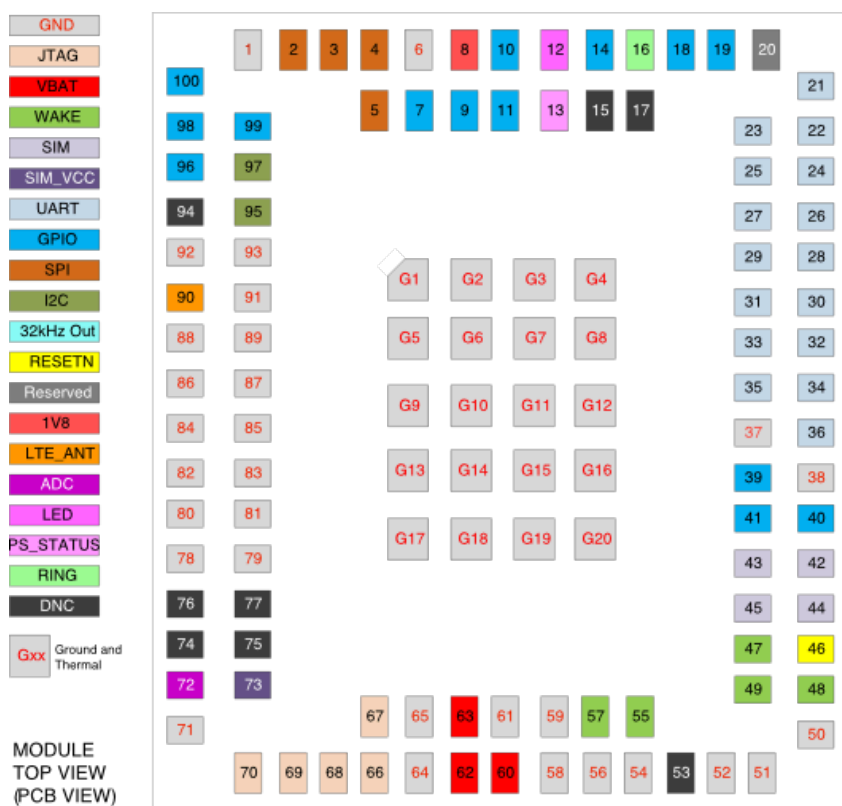 GND
JTAG
VBAT
WAKE
SIM
SIM_VCC
UART
GPIO
SPI
I2C
32kHz Out
RESETN
Reserved
1V8
LTE_ANT
ADC
LED
PS_STATUS
RING
DNC
Gxx Ground and
Thermal
MODULE
TOP VIEW
(PCB VIEW)
1 2 3 4 6 8 10 12 14 16 18 19 20
100 21
5 7 9 11 13 15 17
98 99 23 22
96 97 25 24
94 95 27 26
92 93 29 28
G1 G2 G3 G4
90 91 31 30
88 89 G5 G6 G7 G8 33 32
86 87 35 34
G9 G10 G11 G12
84 85 37 36
82 83 G13 G14 G15 G16 39 38
80 81 41 40
G17 G18 G19 G20
78 79 43 42
76 77 45 44
74 75 47 46
72 73 49 48
67 65 63 61 59 57 55
71 50
70 69 68 66 64 62 60 58 56 54 53 52 51